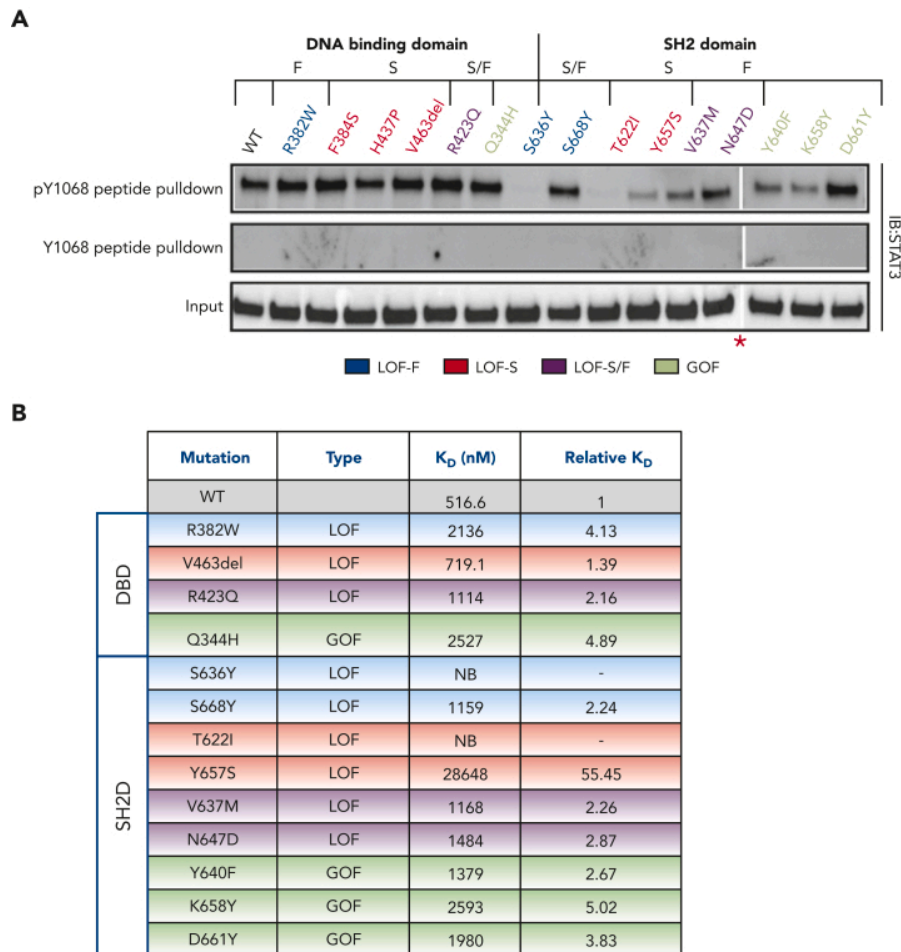 A
DNA binding domain SH2 domain
F S S/F S/F S F
WT R382W F384S H437P V463del R423Q Q344H S636Y S668Y T622I Y657S V637M N647D Y640F K658Y D661Y
pY1068 peptide pulldown
Y1068 peptide pulldown
Input
IB:STAT3
*
LOF-F LOF-S LOF-S/F GOF
B
Mutation Type K_D (nM) Relative K_D
WT 516.6 1
DBD
R382W LOF 2136 4.13
V463del LOF 719.1 1.39
R423Q LOF 1114 2.16
Q344H GOF 2527 4.89
SH2D
S636Y LOF NB -
S668Y LOF 1159 2.24
T622I LOF NB -
Y657S LOF 28648 55.45
V637M LOF 1168 2.26
N647D LOF 1484 2.87
Y640F GOF 1379 2.67
K658Y GOF 2593 5.02
D661Y GOF 1980 3.83